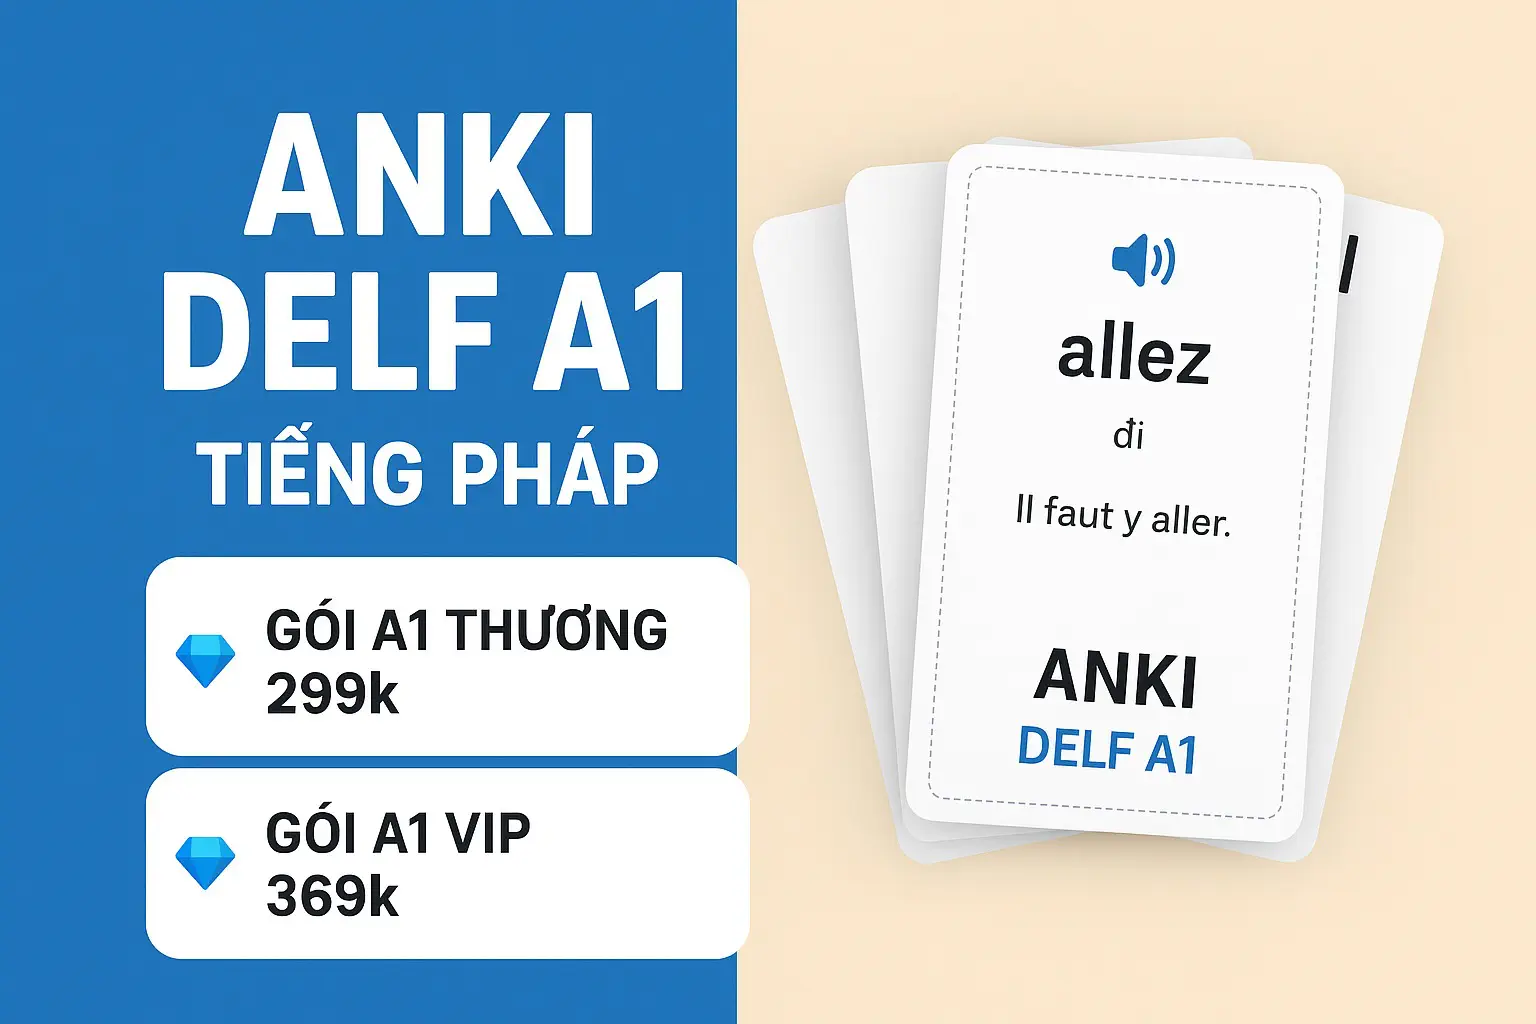 ANKI
DELF A1
TIẾNG PHÁP
GÓI A1 THƯƠNG
299k
GÓI A1 VIP
369k
allez
đi
Il faut y aller.
ANKI
DELF A1